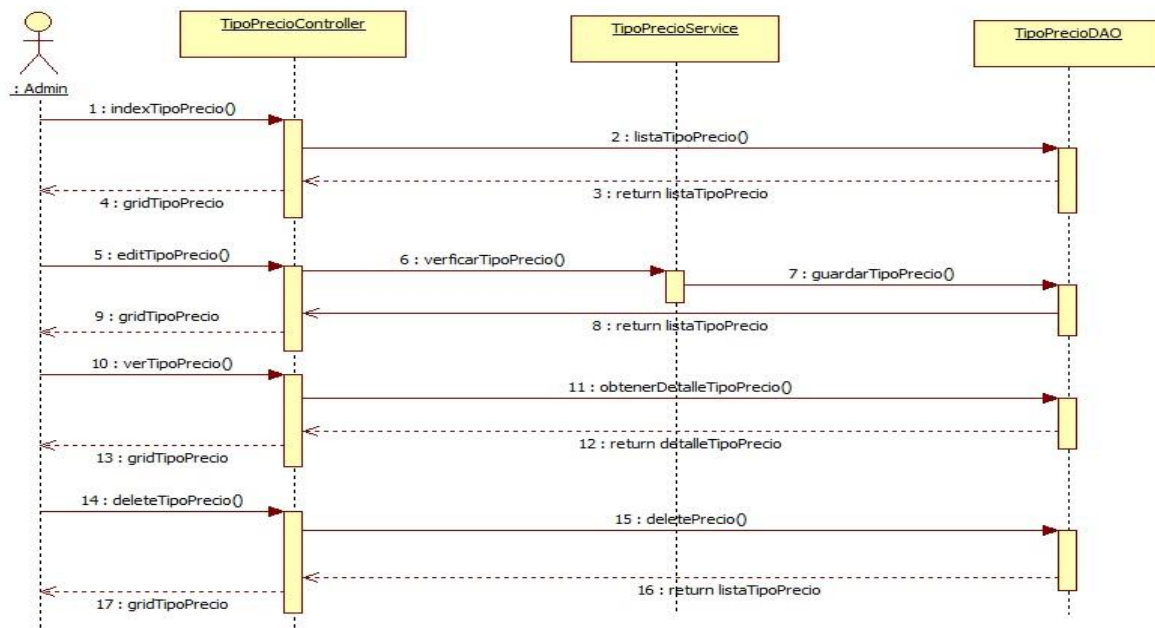 TipoPrecioController
TipoPrecioService
TipoPrecioDAO
: Admin
1 : indexTipoPrecio()
2 : listaTipoPrecio()
3 : return listaTipoPrecio
4 : gridTipoPrecio
5 : editTipoPrecio()
6 : verficarTipoPrecio()
7 : guardarTipoPrecio()
8 : return listaTipoPrecio
9 : gridTipoPrecio
10 : verTipoPrecio()
11 : obtenerDetalleTipoPrecio()
12 : return detalleTipoPrecio
13 : gridTipoPrecio
14 : deleteTipoPrecio()
15 : deletePrecio()
16 : return listaTipoPrecio
17 : gridTipoPrecio